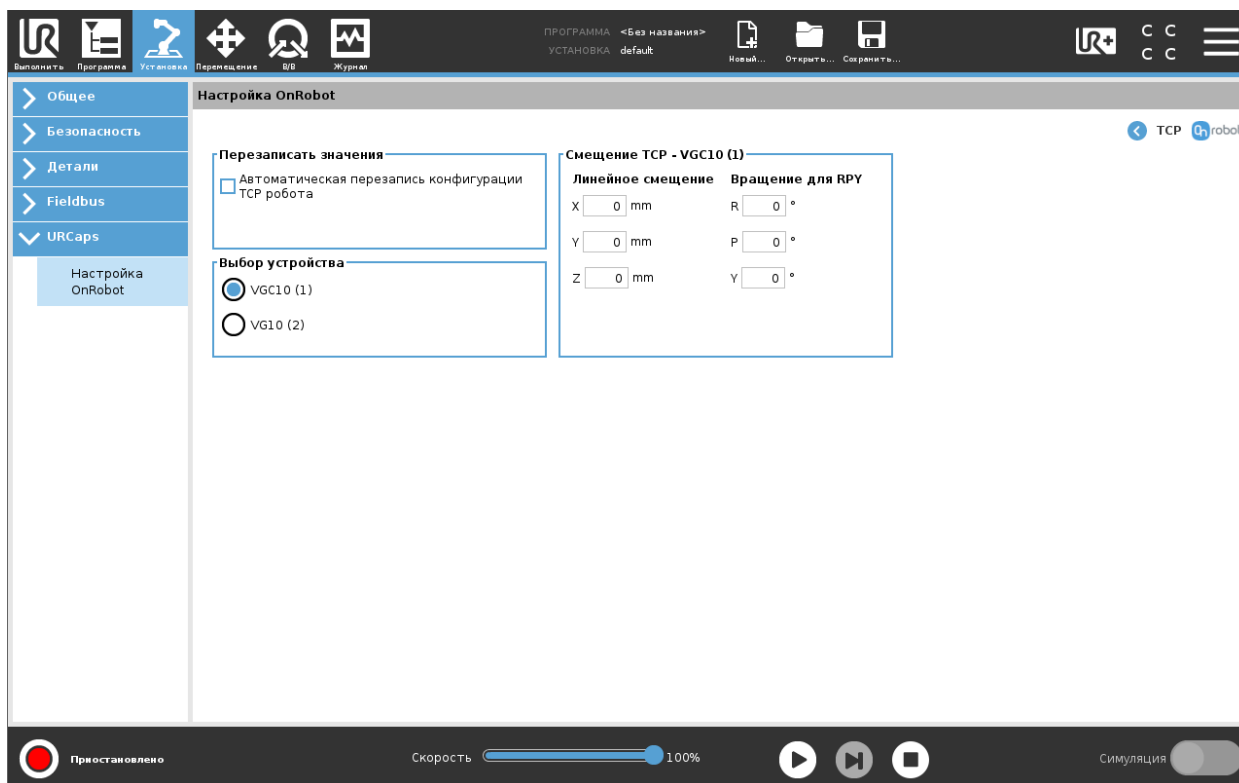 ПРОГРАММА <Без названия>
УСТАНОВКА default
Выполнить Программа Установка Перемещение В/В Журнал
Новый... Открыть... Сохранить...
UR+
C C
C C
Общее
Безопасность
Детали
Fieldbus
URCaps
Настройка
OnRobot
Настройка OnRobot
TCP On robot
Перезаписать значения
Автоматическая перезапись конфигурации
TCP робота
Выбор устройства
VGC10 (1)
VG10 (2)
Смещение TCP - VGC10 (1)
Линейное смещение Вращение для RPY
X 0 mm R 0 °
Y 0 mm P 0 °
Z 0 mm Y 0 °
Приостановлено
Скорость 100%
Симуляция